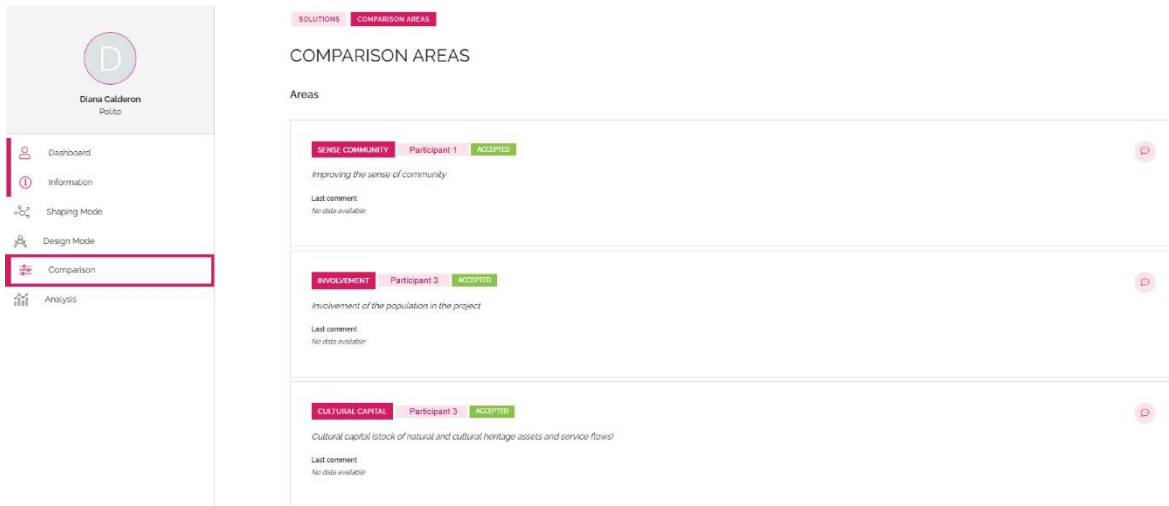 D
Diana Calderon
Polito
Dashboard
Information
Shaping Mode
Design Mode
Comparison
Analysis
SOLUTIONS COMPARISON AREAS
COMPARISON AREAS
Areas
SENSE COMMUNITY Participant 1 ACCEPTED
Improving the sense of community
Last comment
No data available
INVOLVEMENT Participant 3 ACCEPTED
Involvement of the population in the project
Last comment
No data available
CULTURAL CAPITAL Participant 3 ACCEPTED
Cultural capital (stock of natural and cultural heritage assets and service flows)
Last comment
No data available